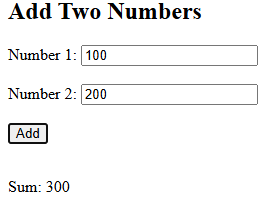 Add Two Numbers
Number 1: 100
Number 2: 200
Add
Sum: 300